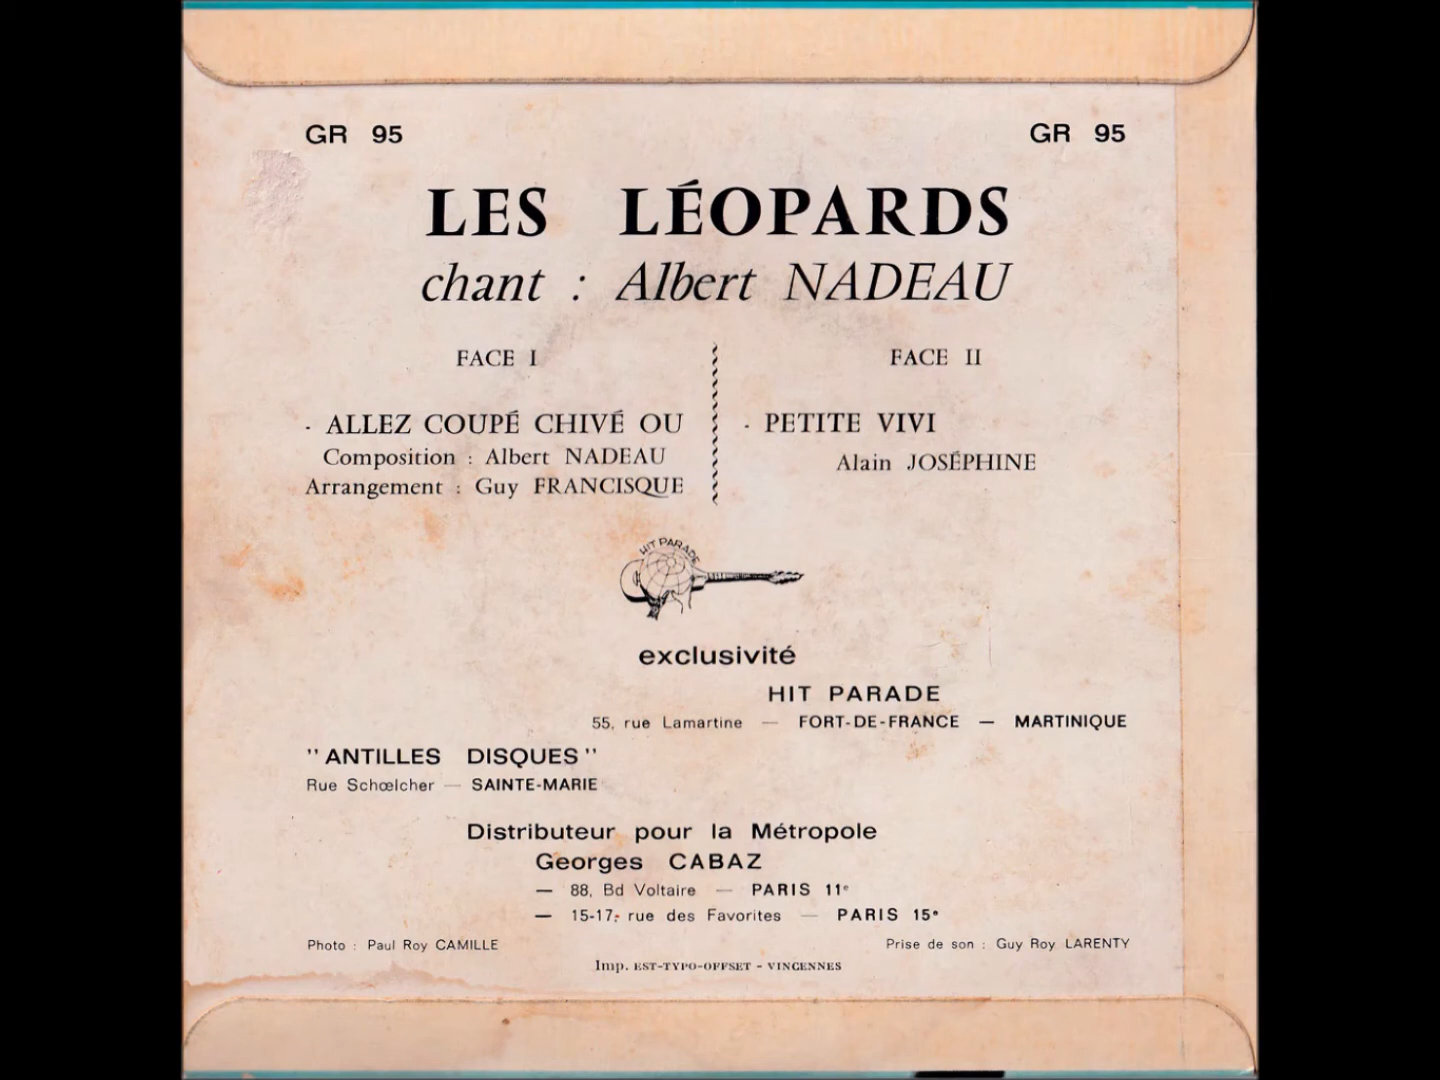 GR 95 GR 95
LES LÉOPARDS
chant : Albert NADEAU
FACE I
- ALLEZ COUPÉ CHIVÉ OU
Composition : Albert NADEAU
Arrangement : Guy FRANCISQUE
FACE II
- PETITE VIVI
Alain JOSÉPHINE
HIT PARADE
exclusivité
HIT PARADE
55, rue Lamartine — FORT-DE-FRANCE — MARTINIQUE
"ANTILLES DISQUES"
Rue Schœlcher — SAINTE-MARIE
Distributeur pour la Métropole
Georges CABAZ
— 88, Bd Voltaire — PARIS 11e
— 15-17, rue des Favorites — PARIS 15e
Photo : Paul Roy CAMILLE Prise de son : Guy Roy LARENTY
Imp. EST-TYPO-OFFSET - VINCENNES